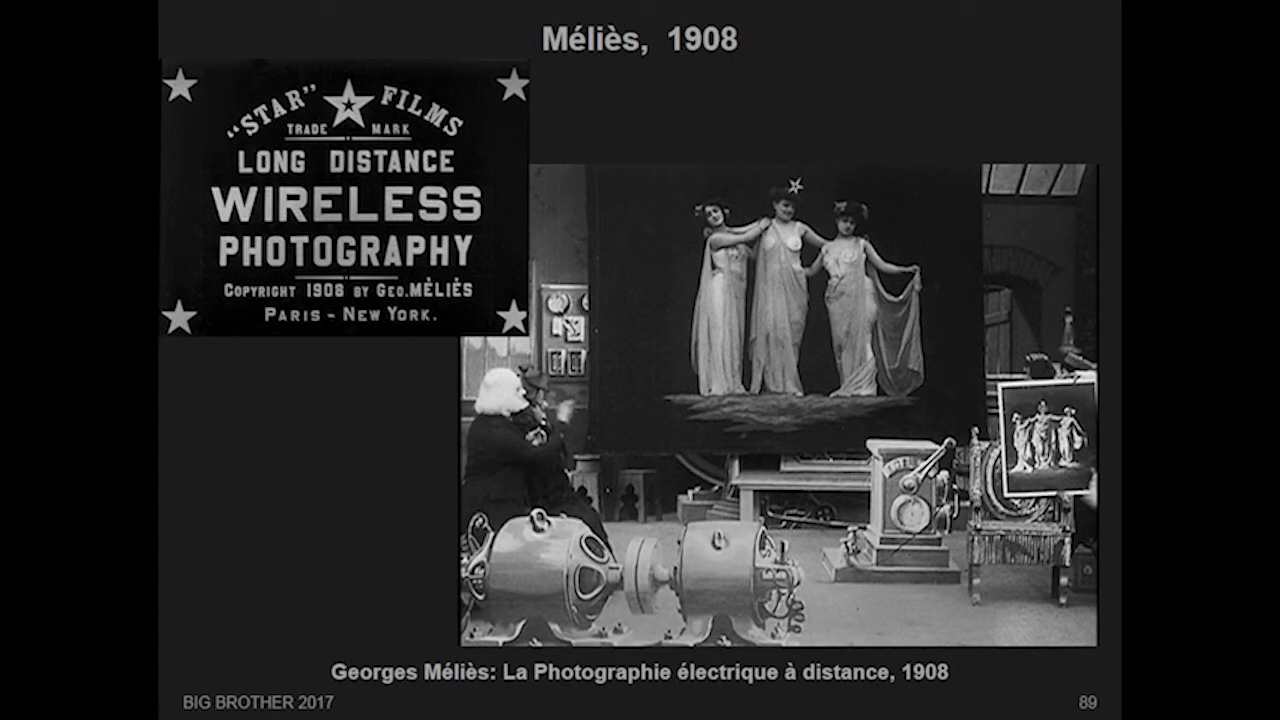 Méliès, 1908
"STAR" FILMS
TRADE MARK
LONG DISTANCE
WIRELESS
PHOTOGRAPHY
COPYRIGHT 1908 BY GEO. MÈLIÈS
PARIS - NEW YORK.
Georges Méliès: La Photographie électrique à distance, 1908
BIG BROTHER 2017
89